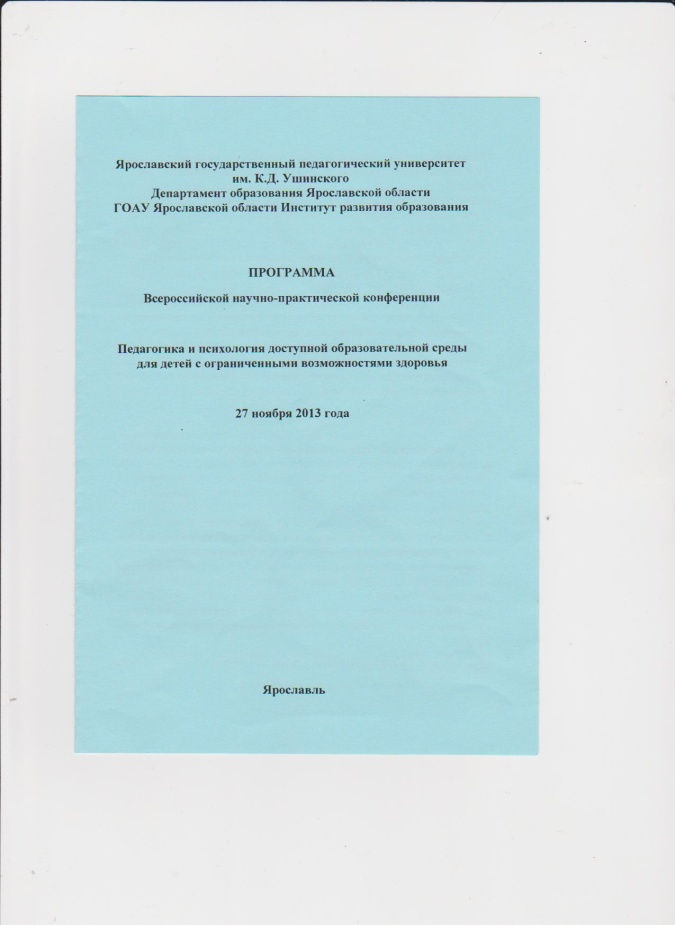 Ярославский государственный педагогический университет
им. К.Д. Ушинского
Департамент образования Ярославской области
ГОАУ Ярославской области Институт развития образования
ПРОГРАММА
Всероссийской научно-практической конференции
Педагогика и психология доступной образовательной среды
для детей с ограниченными возможностями здоровья
27 ноября 2013 года
Ярославль